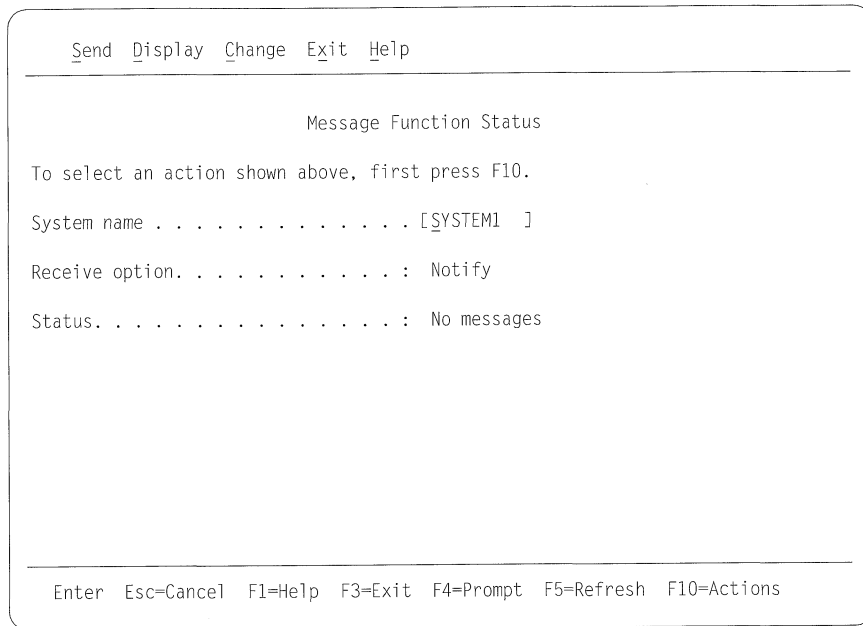 Send Display Change Exit Help
Message Function Status
To select an action shown above, first press F10.
System name . . . . . . . . . . . . . [SYSTEM1 ]
Receive option. . . . . . . . . . . : Notify
Status. . . . . . . . . . . . . . . : No messages
Enter Esc=Cancel F1=Help F3=Exit F4=Prompt F5=Refresh F10=Actions